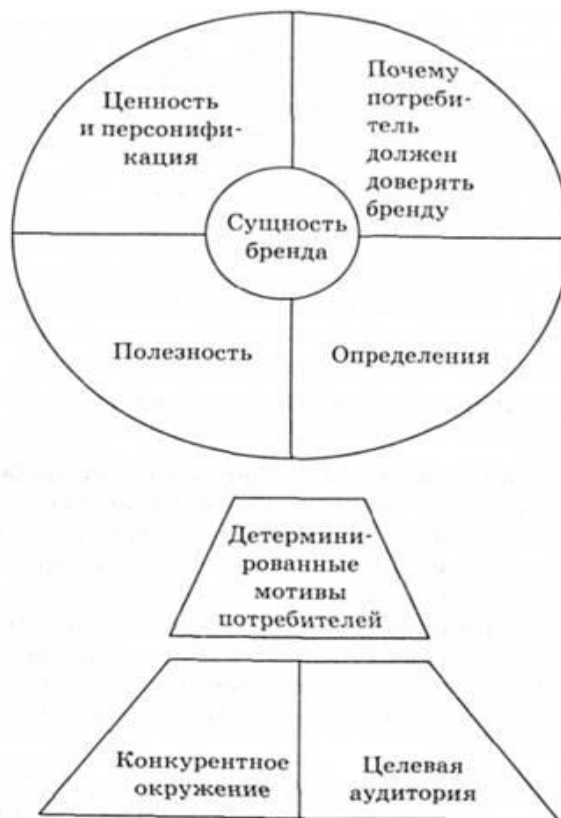 Ценность
и персонифи-
кация
Почему
потреби-
тель
должен
доверять
бренду
Сущность
бренда
Полезность
Определения
Детермини-
рованные
мотивы
потребителей
Конкурентное
окружение
Целевая
аудитория